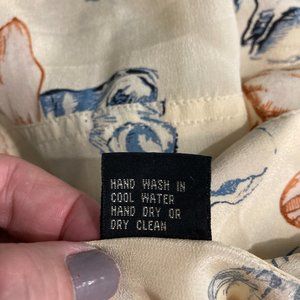 HAND WASH IN
COOL WATER
HAND DRY OR
DRY CLEAN